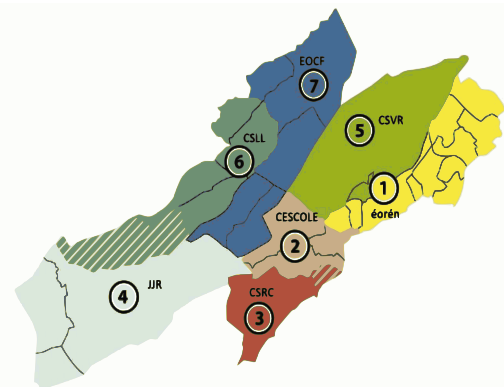 EOCF
7
CSVR
5
CSLL
6
1
éorén
CESCOLE
2
JJR
4
CSRC
3